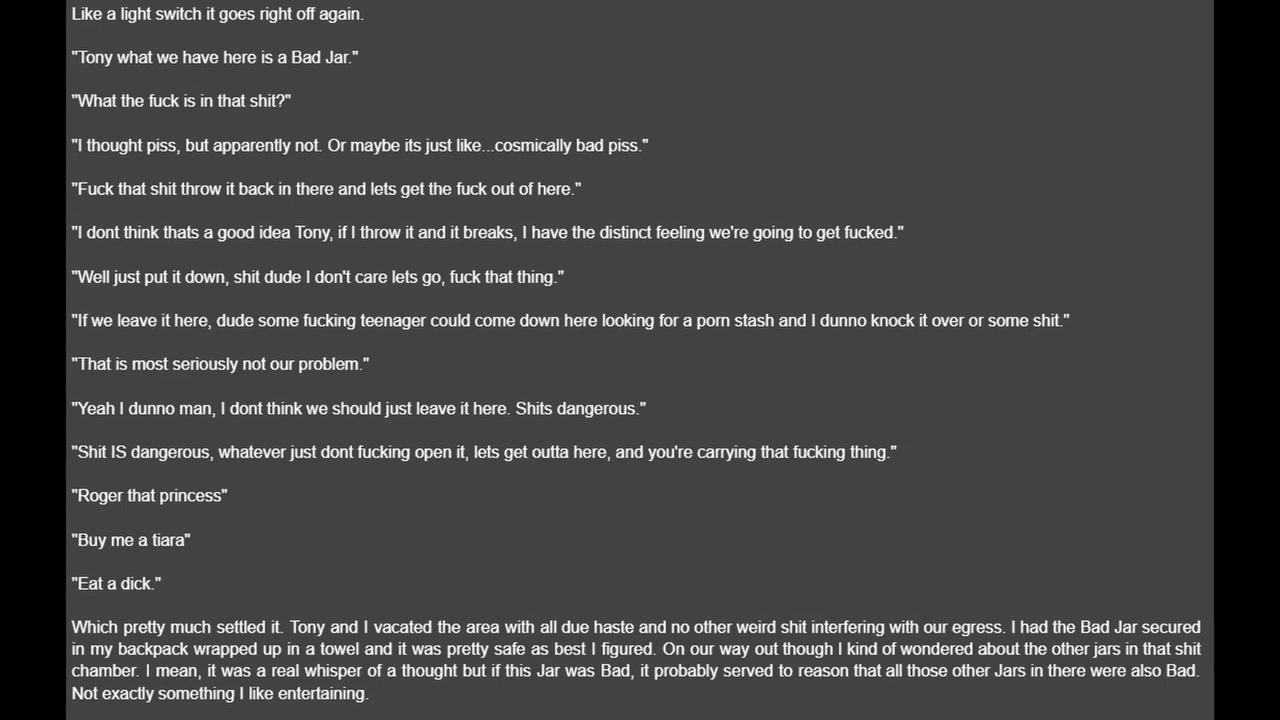 Like a light switch it goes right off again.
"Tony what we have here is a Bad Jar."
"What the fuck is in that shit?"
"I thought piss, but apparently not. Or maybe its just like...cosmically bad piss."
"Fuck that shit throw it back in there and lets get the fuck out of here."
"I dont think thats a good idea Tony, if I throw it and it breaks, I have the distinct feeling we're going to get fucked."
"Well just put it down, shit dude I don't care lets go, fuck that thing."
"If we leave it here, dude some fucking teenager could come down here looking for a porn stash and I dunno knock it over or some shit."
"That is most seriously not our problem."
"Yeah I dunno man, I dont think we should just leave it here. Shits dangerous."
"Shit IS dangerous, whatever just dont fucking open it, lets get outta here, and you're carrying that fucking thing."
"Roger that princess"
"Buy me a tiara"
"Eat a dick."
Which pretty much settled it. Tony and I vacated the area with all due haste and no other weird shit interfering with our egress. I had the Bad Jar secured
in my backpack wrapped up in a towel and it was pretty safe as best I figured. On our way out though I kind of wondered about the other jars in that shit
chamber. I mean, it was a real whisper of a thought but if this Jar was Bad, it probably served to reason that all those other Jars in there were also Bad.
Not exactly something I like entertaining.